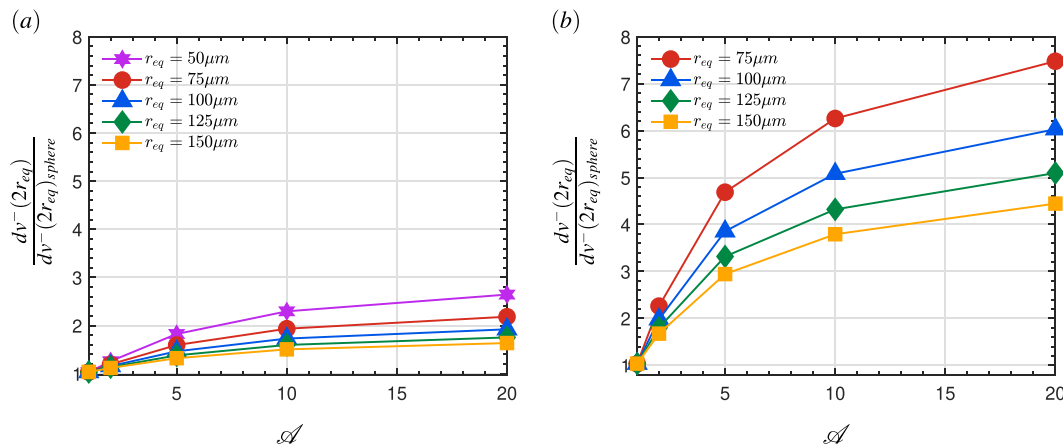 (a)
8
7
6
5
4
3
2
1
5
10
15
20
r_eq = 50μm
r_eq = 75μm
r_eq = 100μm
r_eq = 125μm
r_eq = 150μm
dv⁻(2r_eq)
dv⁻(2r_eq)_sphere
𝒜
(b)
8
7
6
5
4
3
2
1
5
10
15
20
r_eq = 75μm
r_eq = 100μm
r_eq = 125μm
r_eq = 150μm
dv⁻(2r_eq)
dv⁻(2r_eq)_sphere
𝒜